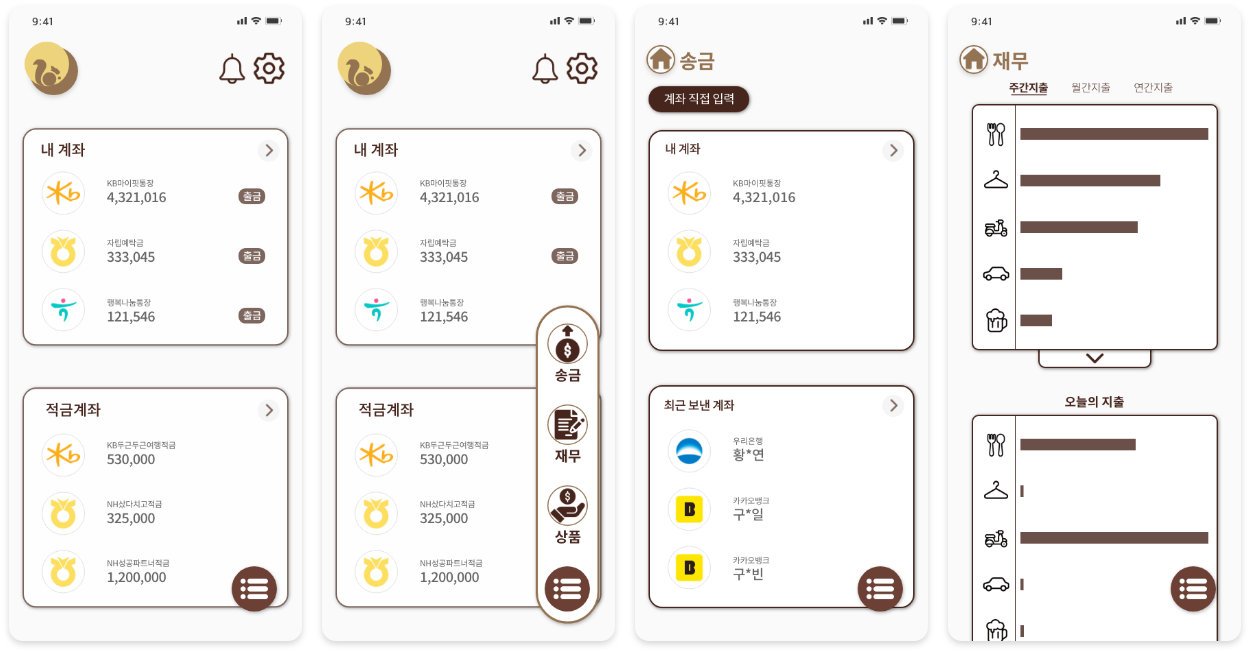 9:41
내 계좌
KB마이핏통장
4,321,016
출금
자립예탁금
333,045
출금
행복나눔통장
121,546
출금
적금계좌
KB두근두근여행적금
530,000
NH샀다치고적금
325,000
NH성공파트너적금
1,200,000
9:41
내 계좌
KB마이핏통장
4,321,016
출금
자립예탁금
333,045
출금
행복나눔통장
121,546
적금계좌
KB두근두근여행적금
530,000
NH샀다치고적금
325,000
NH성공파트너적금
1,200,000
송금
재무
상품
9:41
송금
계좌 직접 입력
내 계좌
KB마이핏통장
4,321,016
자립예탁금
333,045
행복나눔통장
121,546
최근 보낸 계좌
우리은행
황*연
카카오뱅크
구*일
카카오뱅크
구*빈
9:41
재무
주간지출 월간지출 연간지출
오늘의 지출